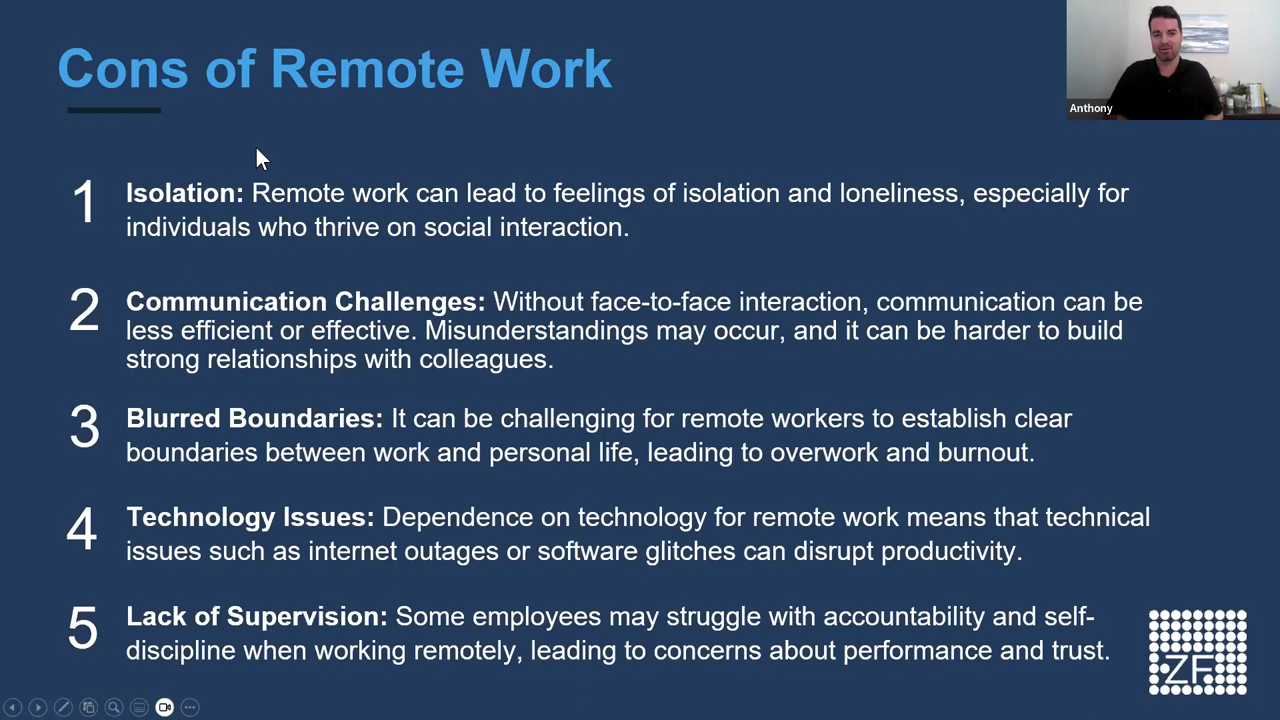 Cons of Remote Work
Anthony
1
Isolation: Remote work can lead to feelings of isolation and loneliness, especially for
individuals who thrive on social interaction.
2
Communication Challenges: Without face-to-face interaction, communication can be
less efficient or effective. Misunderstandings may occur, and it can be harder to build
strong relationships with colleagues.
3
Blurred Boundaries: It can be challenging for remote workers to establish clear
boundaries between work and personal life, leading to overwork and burnout.
4
Technology Issues: Dependence on technology for remote work means that technical
issues such as internet outages or software glitches can disrupt productivity.
5
Lack of Supervision: Some employees may struggle with accountability and self-
discipline when working remotely, leading to concerns about performance and trust.
ZF